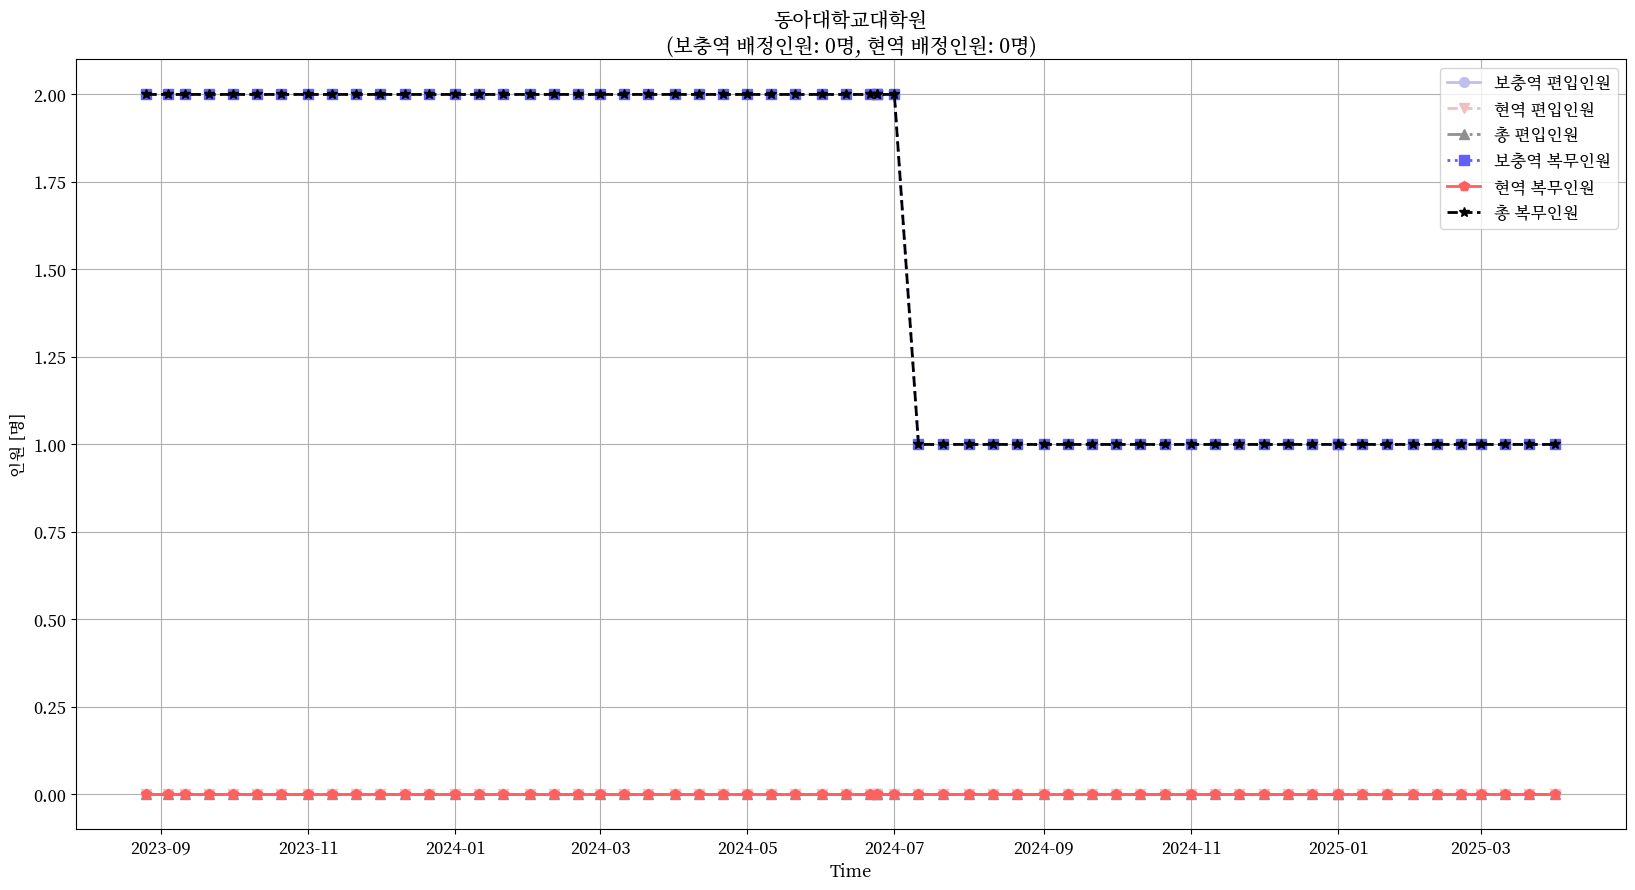 동아대학교대학원
(보충역 배정인원: 0명, 현역 배정인원: 0명)
보충역 편입인원
현역 편입인원
총 편입인원
보충역 복무인원
현역 복무인원
총 복무인원
인원 [명]
2.00
1.75
1.50
1.25
1.00
0.75
0.50
0.25
0.00
2023-09 2023-11 2024-01 2024-03 2024-05 2024-07 2024-09 2024-11 2025-01 2025-03
Time